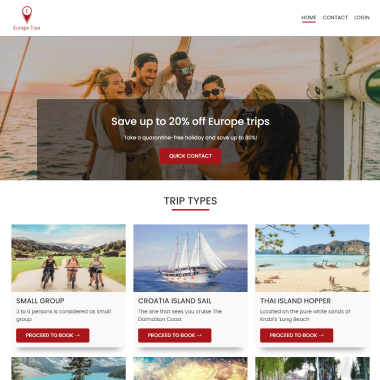 Europe Tour
HOME CONTACT LOGIN
Save up to 20% off Europe trips
Take a quarantine-free holiday and save up to 80%!
QUICK CONTACT
TRIP TYPES
SMALL GROUP
3 to 6 persons is considered as small
group
PROCEED TO BOOK →
CROATIA ISLAND SAIL
The one that sees you cruise The
Dalmatian Coast
PROCEED TO BOOK →
THAI ISLAND HOPPER
Located on the pure white sands of
Krabi's 'Long Beach
PROCEED TO BOOK →